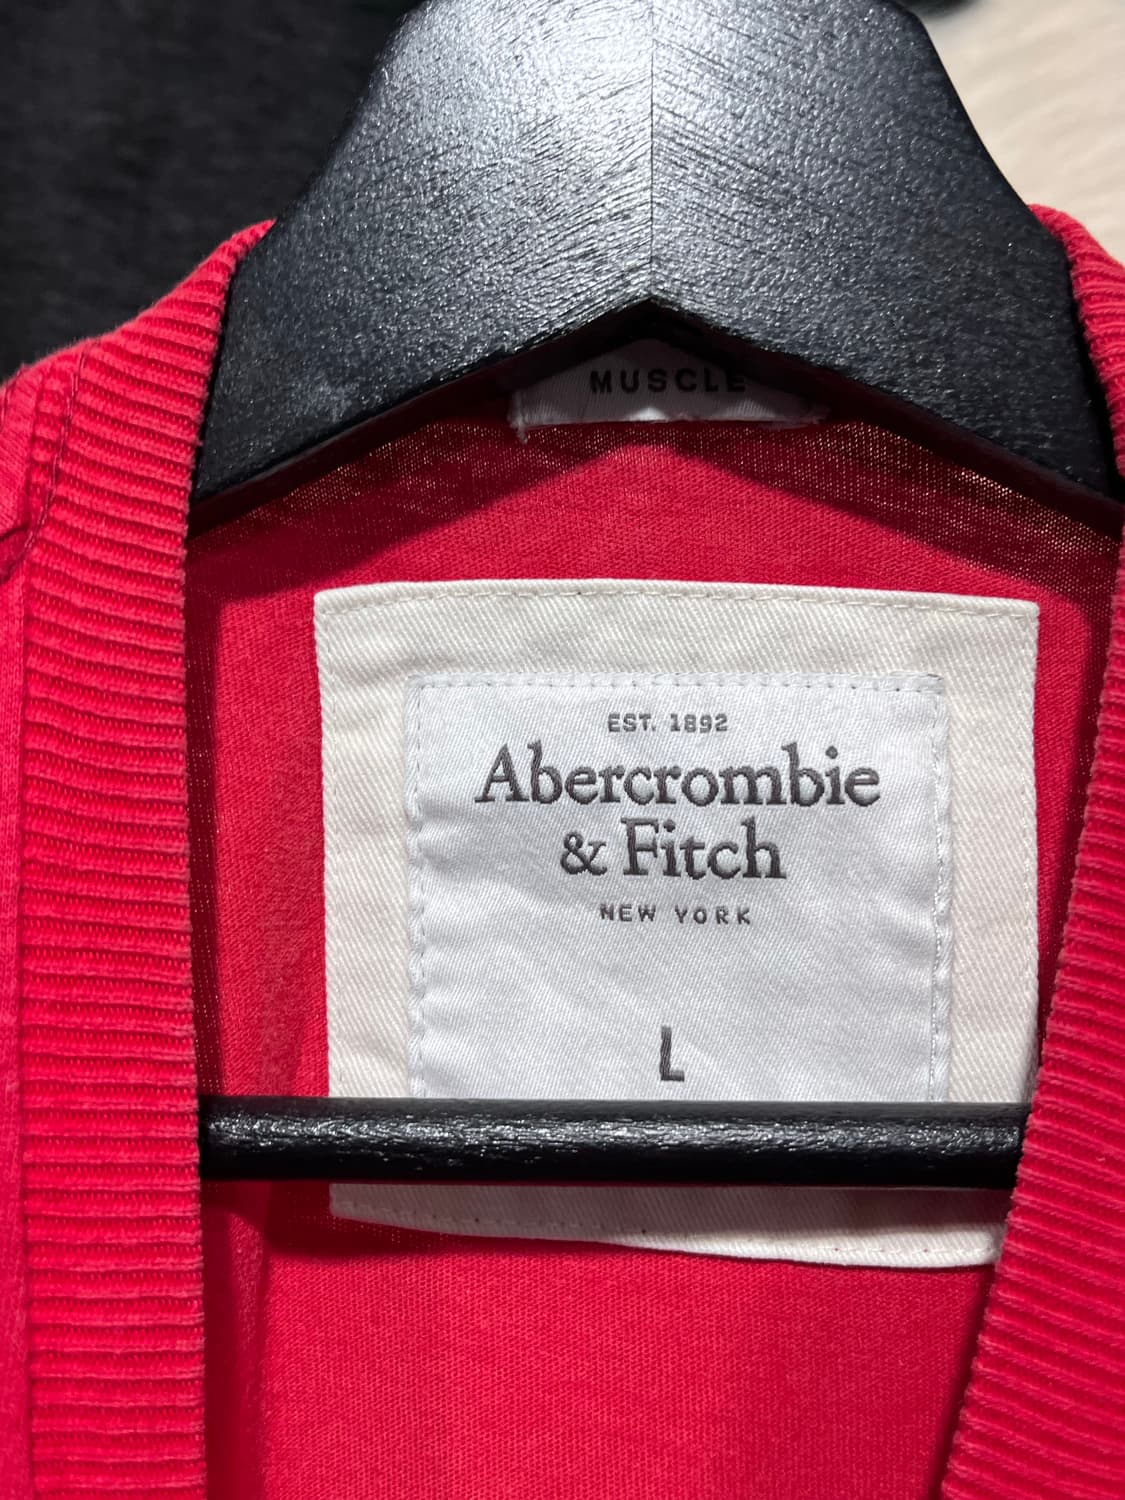 MUSCLE
EST. 1892
Abercrombie
& Fitch
NEW YORK
L